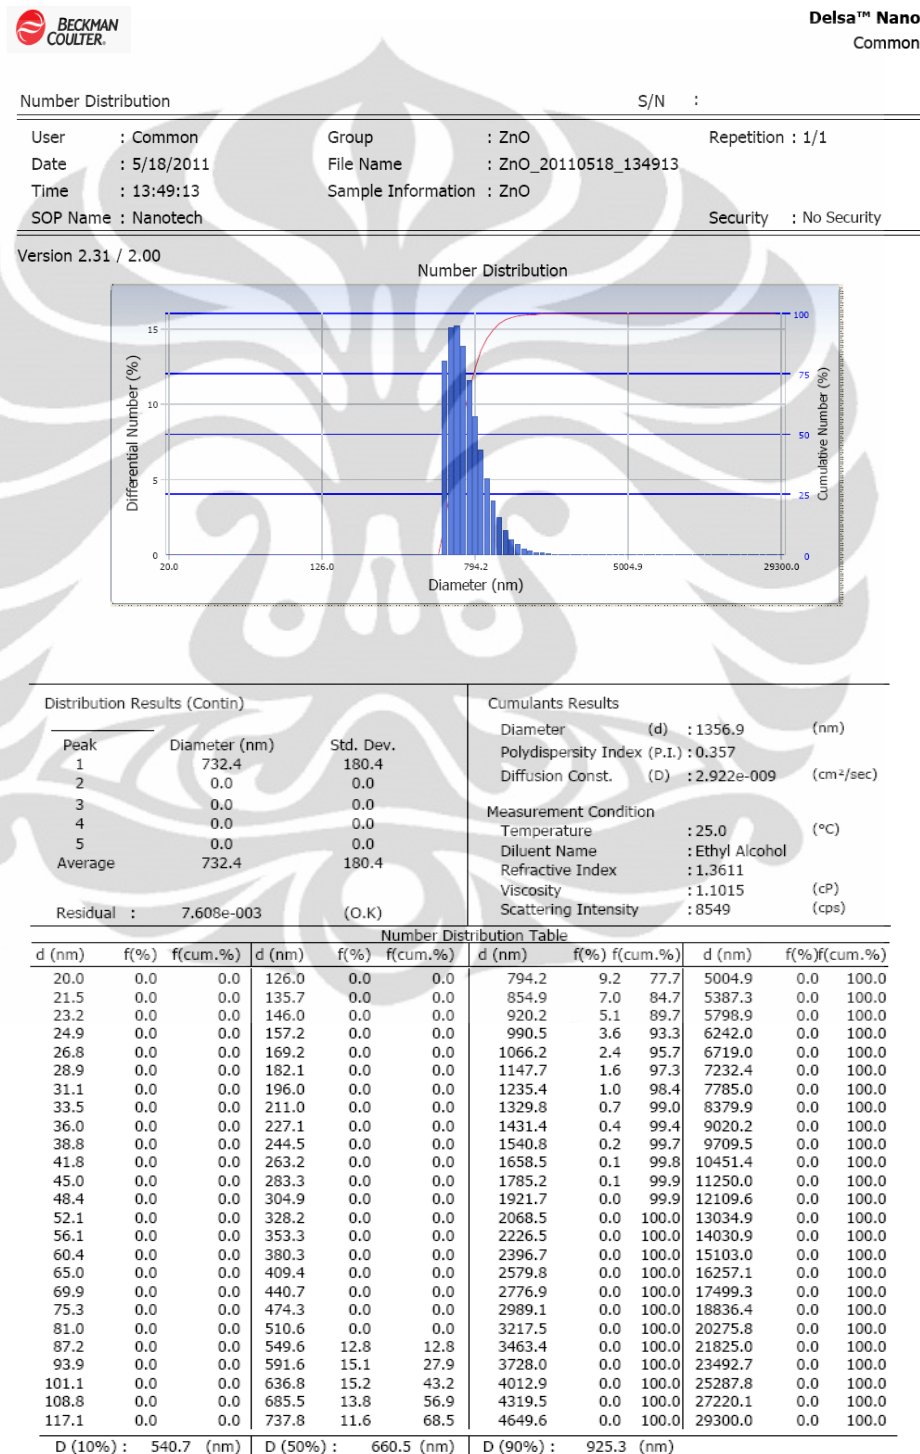 BECKMAN
COULTER®
Delsa™ Nano
Common
Number Distribution S/N :
User : Common Group : ZnO Repetition : 1/1
Date : 5/18/2011 File Name : ZnO_20110518_134913
Time : 13:49:13 Sample Information : ZnO
SOP Name : Nanotech Security : No Security
Version 2.31 / 2.00
Number Distribution
Differential Number (%)
15
10
5
0
100
75
50
25
0
Cumulative Number (%)
20.0 126.0 794.2 5004.9 29300.0
Diameter (nm)
Distribution Results (Contin)
Peak Diameter (nm) Std. Dev.
1 732.4 180.4
2 0.0 0.0
3 0.0 0.0
4 0.0 0.0
5 0.0 0.0
Average 732.4 180.4
Residual : 7.608e-003 (O.K)
Cumulants Results
Diameter (d) : 1356.9 (nm)
Polydispersity Index (P.I.) : 0.357
Diffusion Const. (D) : 2.922e-009 (cm²/sec)
Measurement Condition
Temperature : 25.0 (°C)
Diluent Name : Ethyl Alcohol
Refractive Index : 1.3611
Viscosity : 1.1015 (cP)
Scattering Intensity : 8549 (cps)
Number Distribution Table
d (nm) f(%) f(cum.%) d (nm) f(%) f(cum.%) d (nm) f(%) f(cum.%) d (nm) f(%)f(cum.%)
20.0 0.0 0.0 126.0 0.0 0.0 794.2 9.2 77.7 5004.9 0.0 100.0
21.5 0.0 0.0 135.7 0.0 0.0 854.9 7.0 84.7 5387.3 0.0 100.0
23.2 0.0 0.0 146.0 0.0 0.0 920.2 5.1 89.7 5798.9 0.0 100.0
24.9 0.0 0.0 157.2 0.0 0.0 990.5 3.6 93.3 6242.0 0.0 100.0
26.8 0.0 0.0 169.2 0.0 0.0 1066.2 2.4 95.7 6719.0 0.0 100.0
28.9 0.0 0.0 182.1 0.0 0.0 1147.7 1.6 97.3 7232.4 0.0 100.0
31.1 0.0 0.0 196.0 0.0 0.0 1235.4 1.0 98.4 7785.0 0.0 100.0
33.5 0.0 0.0 211.0 0.0 0.0 1329.8 0.7 99.0 8379.9 0.0 100.0
36.0 0.0 0.0 227.1 0.0 0.0 1431.4 0.4 99.4 9020.2 0.0 100.0
38.8 0.0 0.0 244.5 0.0 0.0 1540.8 0.2 99.7 9709.5 0.0 100.0
41.8 0.0 0.0 263.2 0.0 0.0 1658.5 0.1 99.8 10451.4 0.0 100.0
45.0 0.0 0.0 283.3 0.0 0.0 1785.2 0.1 99.9 11250.0 0.0 100.0
48.4 0.0 0.0 304.9 0.0 0.0 1921.7 0.0 99.9 12109.6 0.0 100.0
52.1 0.0 0.0 328.2 0.0 0.0 2068.5 0.0 100.0 13034.9 0.0 100.0
56.1 0.0 0.0 353.3 0.0 0.0 2226.5 0.0 100.0 14030.9 0.0 100.0
60.4 0.0 0.0 380.3 0.0 0.0 2396.7 0.0 100.0 15103.0 0.0 100.0
65.0 0.0 0.0 409.4 0.0 0.0 2579.8 0.0 100.0 16257.1 0.0 100.0
69.9 0.0 0.0 440.7 0.0 0.0 2776.9 0.0 100.0 17499.3 0.0 100.0
75.3 0.0 0.0 474.3 0.0 0.0 2989.1 0.0 100.0 18836.4 0.0 100.0
81.0 0.0 0.0 510.6 0.0 0.0 3217.5 0.0 100.0 20275.8 0.0 100.0
87.2 0.0 0.0 549.6 12.8 12.8 3463.4 0.0 100.0 21825.0 0.0 100.0
93.9 0.0 0.0 591.6 15.1 27.9 3728.0 0.0 100.0 23492.7 0.0 100.0
101.1 0.0 0.0 636.8 15.2 43.2 4012.9 0.0 100.0 25287.8 0.0 100.0
108.8 0.0 0.0 685.5 13.8 56.9 4319.5 0.0 100.0 27220.1 0.0 100.0
117.1 0.0 0.0 737.8 11.6 68.5 4649.6 0.0 100.0 29300.0 0.0 100.0
D (10%) : 540.7 (nm) D (50%) : 660.5 (nm) D (90%) : 925.3 (nm)